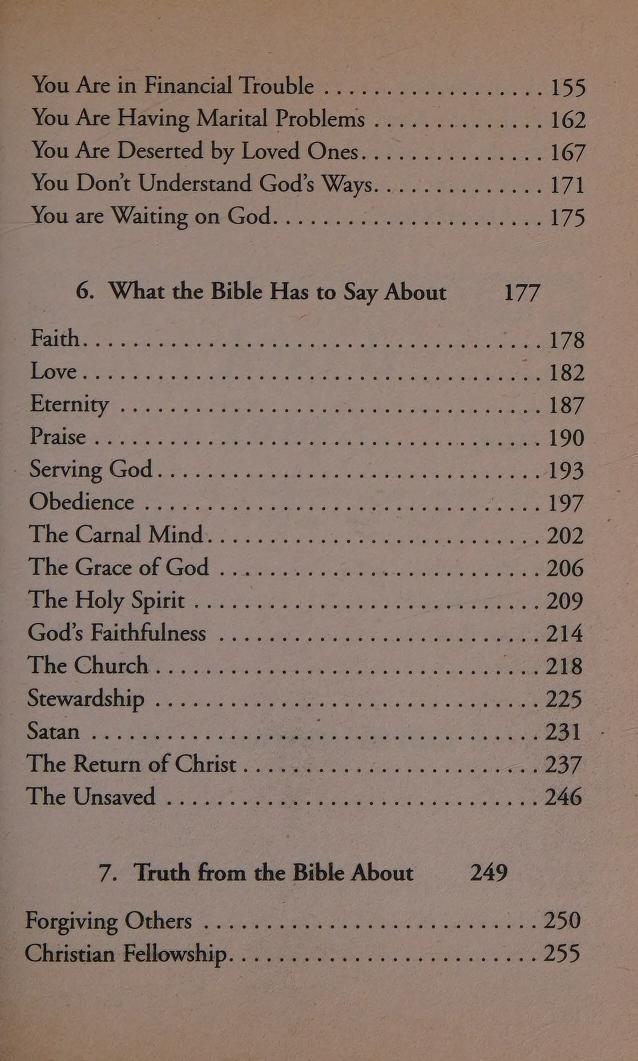 You Are in Financial Trouble . . . . . . . . . . . . . . . . . . 155
You Are Having Marital Problems . . . . . . . . . . . . . . 162
You Are Deserted by Loved Ones. . . . . . . . . . . . . . . 167
You Don't Understand God's Ways. . . . . . . . . . . . . . 171
You are Waiting on God. . . . . . . . . . . . . . . . . . . . . . 175
6. What the Bible Has to Say About 177
Faith. . . . . . . . . . . . . . . . . . . . . . . . . . . . . . . . . . . . . 178
Love . . . . . . . . . . . . . . . . . . . . . . . . . . . . . . . . . . . . . 182
Eternity . . . . . . . . . . . . . . . . . . . . . . . . . . . . . . . . . . 187
Praise . . . . . . . . . . . . . . . . . . . . . . . . . . . . . . . . . . . . 190
Serving God . . . . . . . . . . . . . . . . . . . . . . . . . . . . . . . 193
Obedience . . . . . . . . . . . . . . . . . . . . . . . . . . . . . . . . 197
The Carnal Mind . . . . . . . . . . . . . . . . . . . . . . . . . . . 202
The Grace of God . . . . . . . . . . . . . . . . . . . . . . . . . . 206
The Holy Spirit . . . . . . . . . . . . . . . . . . . . . . . . . . . . 209
God's Faithfulness . . . . . . . . . . . . . . . . . . . . . . . . . . 214
The Church . . . . . . . . . . . . . . . . . . . . . . . . . . . . . . . 218
Stewardship . . . . . . . . . . . . . . . . . . . . . . . . . . . . . . . 225
Satan . . . . . . . . . . . . . . . . . . . . . . . . . . . . . . . . . . . . 231
The Return of Christ . . . . . . . . . . . . . . . . . . . . . . . . 237
The Unsaved . . . . . . . . . . . . . . . . . . . . . . . . . . . . . . 246
7. Truth from the Bible About 249
Forgiving Others . . . . . . . . . . . . . . . . . . . . . . . . . . . 250
Christian Fellowship. . . . . . . . . . . . . . . . . . . . . . . . . 255